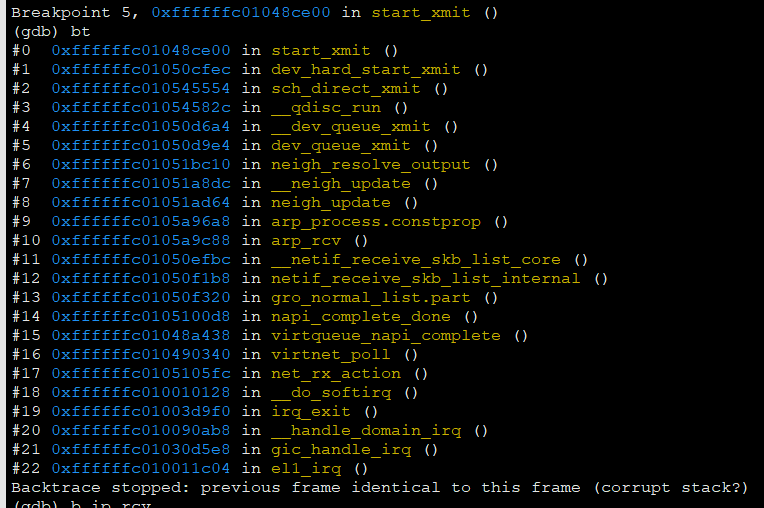 Breakpoint 5, 0xffffffc01048ce00 in start_xmit ()
(gdb) bt
#0  0xffffffc01048ce00 in start_xmit ()
#1  0xffffffc01050cfec in dev_hard_start_xmit ()
#2  0xffffffc010545554 in sch_direct_xmit ()
#3  0xffffffc01054582c in __qdisc_run ()
#4  0xffffffc01050d6a4 in __dev_queue_xmit ()
#5  0xffffffc01050d9e4 in dev_queue_xmit ()
#6  0xffffffc01051bc10 in neigh_resolve_output ()
#7  0xffffffc01051a8dc in __neigh_update ()
#8  0xffffffc01051ad64 in neigh_update ()
#9  0xffffffc0105a96a8 in arp_process.constprop ()
#10 0xffffffc0105a9c88 in arp_rcv ()
#11 0xffffffc01050efbc in __netif_receive_skb_list_core ()
#12 0xffffffc01050f1b8 in netif_receive_skb_list_internal ()
#13 0xffffffc01050f320 in gro_normal_list.part ()
#14 0xffffffc0105100d8 in napi_complete_done ()
#15 0xffffffc01048a438 in virtqueue_napi_complete ()
#16 0xffffffc010490340 in virtnet_poll ()
#17 0xffffffc0105105fc in net_rx_action ()
#18 0xffffffc010010128 in __do_softirq ()
#19 0xffffffc01003d9f0 in irq_exit ()
#20 0xffffffc010090ab8 in __handle_domain_irq ()
#21 0xffffffc01030d5e8 in gic_handle_irq ()
#22 0xffffffc010011c04 in el1_irq ()
Backtrace stopped: previous frame identical to this frame (corrupt stack?)
(gdb) b ip_rcv